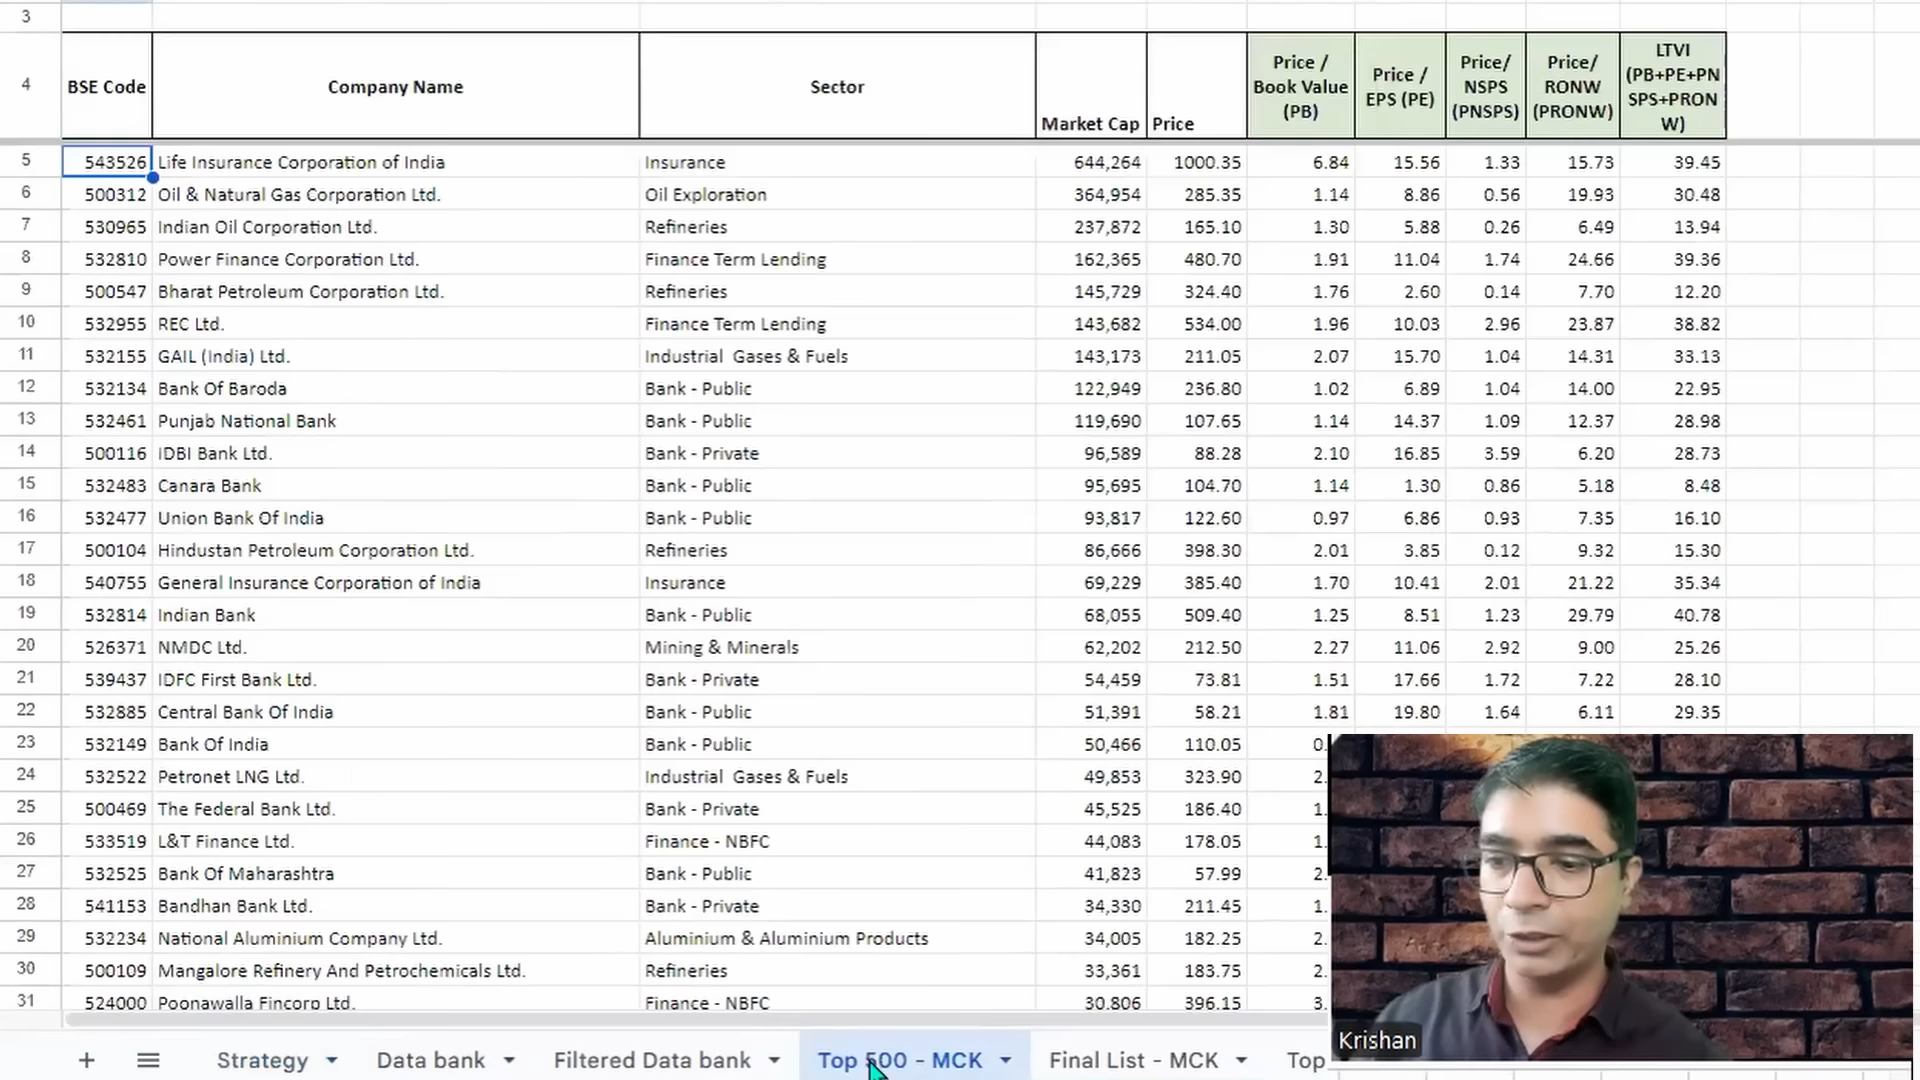 3
4 BSE Code Company Name Sector Market Cap Price Price / Book Value (PB) Price / EPS (PE) Price/ NSPS (PNSPS) Price/ RONW (PRONW) LTVI (PB+PE+PN SPS+PRON W)
5 543526 Life Insurance Corporation of India Insurance 644,264 1000.35 6.84 15.56 1.33 15.73 39.45
6 500312 Oil & Natural Gas Corporation Ltd. Oil Exploration 364,954 285.35 1.14 8.86 0.56 19.93 30.48
7 530965 Indian Oil Corporation Ltd. Refineries 237,872 165.10 1.30 5.88 0.26 6.49 13.94
8 532810 Power Finance Corporation Ltd. Finance Term Lending 162,365 480.70 1.91 11.04 1.74 24.66 39.36
9 500547 Bharat Petroleum Corporation Ltd. Refineries 145,729 324.40 1.76 2.60 0.14 7.70 12.20
10 532955 REC Ltd. Finance Term Lending 143,682 534.00 1.96 10.03 2.96 23.87 38.82
11 532155 GAIL (India) Ltd. Industrial Gases & Fuels 143,173 211.05 2.07 15.70 1.04 14.31 33.13
12 532134 Bank Of Baroda Bank - Public 122,949 236.80 1.02 6.89 1.04 14.00 22.95
13 532461 Punjab National Bank Bank - Public 119,690 107.65 1.14 14.37 1.09 12.37 28.98
14 500116 IDBI Bank Ltd. Bank - Private 96,589 88.28 2.10 16.85 3.59 6.20 28.73
15 532483 Canara Bank Bank - Public 95,695 104.70 1.14 1.30 0.86 5.18 8.48
16 532477 Union Bank Of India Bank - Public 93,817 122.60 0.97 6.86 0.93 7.35 16.10
17 500104 Hindustan Petroleum Corporation Ltd. Refineries 86,666 398.30 2.01 3.85 0.12 9.32 15.30
18 540755 General Insurance Corporation of India Insurance 69,229 385.40 1.70 10.41 2.01 21.22 35.34
19 532814 Indian Bank Bank - Public 68,055 509.40 1.25 8.51 1.23 29.79 40.78
20 526371 NMDC Ltd. Mining & Minerals 62,202 212.50 2.27 11.06 2.92 9.00 25.26
21 539437 IDFC First Bank Ltd. Bank - Private 54,459 73.81 1.51 17.66 1.72 7.22 28.10
22 532885 Central Bank Of India Bank - Public 51,391 58.21 1.81 19.80 1.64 6.11 29.35
23 532149 Bank Of India Bank - Public 50,466 110.05 0.
24 532522 Petronet LNG Ltd. Industrial Gases & Fuels 49,853 323.90 2.
25 500469 The Federal Bank Ltd. Bank - Private 45,525 186.40 1.
26 533519 L&T Finance Ltd. Finance - NBFC 44,083 178.05 1.
27 532525 Bank Of Maharashtra Bank - Public 41,823 57.99 2.
28 541153 Bandhan Bank Ltd. Bank - Private 34,330 211.45 1.
29 532234 National Aluminium Company Ltd. Aluminium & Aluminium Products 34,005 182.25 2.
30 500109 Mangalore Refinery And Petrochemicals Ltd. Refineries 33,361 183.75 2.
31 524000 Poonawalla Fincorp Ltd. Finance - NBFC 30,806 396.15 3.
Krishan
Strategy Data bank Filtered Data bank Top 500 - MCK Final List - MCK Top